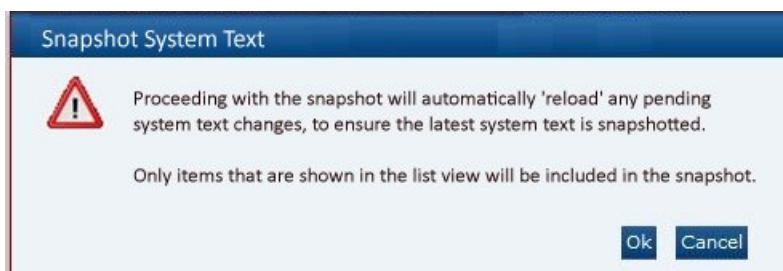 Snapshot System Text
Proceeding with the snapshot will automatically 'reload' any pending
system text changes, to ensure the latest system text is snapshotted.
Only items that are shown in the list view will be included in the snapshot.
Ok Cancel